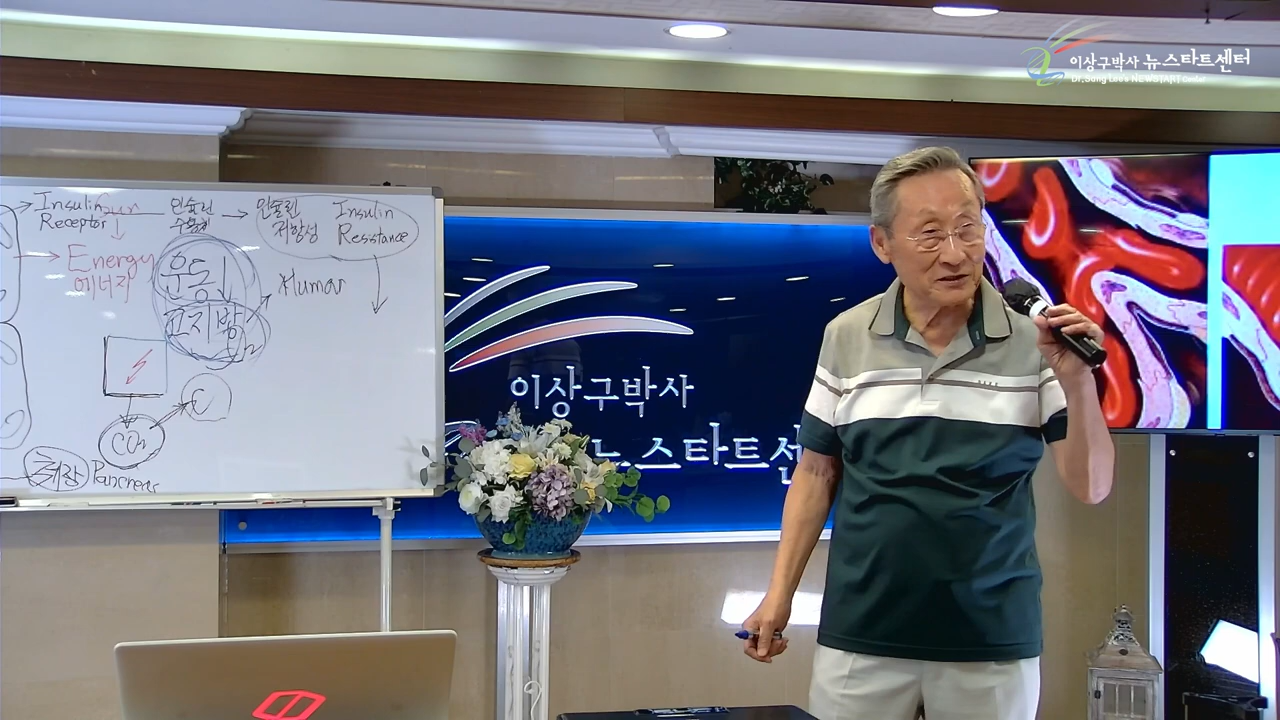 이상구박사 뉴스타트센터
Dr. Sang Lee's NEWSTART Center
Insulin
Receptor
인슐린
수용체
인슐린
저항성
Insulin
Resistance
Energy
에너지
운동↓
고지방
Human
CO₂
C
췌장 Pancreas
이상구박사
뉴스타트센